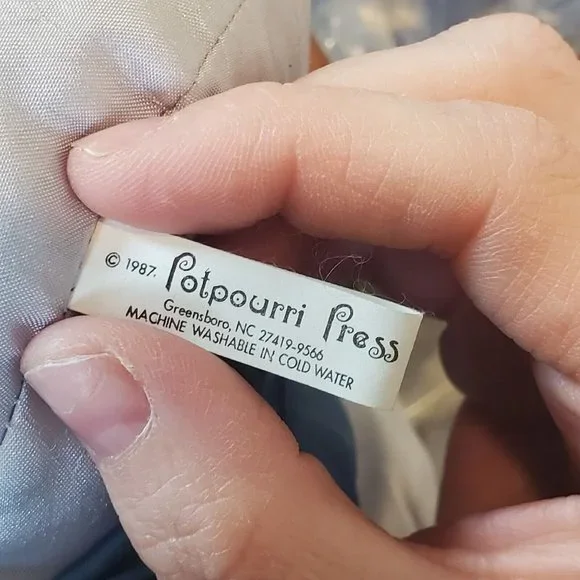 © 1987. Potpourri Press
Greensboro, NC 27419-9566
MACHINE WASHABLE IN COLD WATER